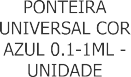 PONTEIRA
UNIVERSAL COR
AZUL 0.1-1ML -
UNIDADE